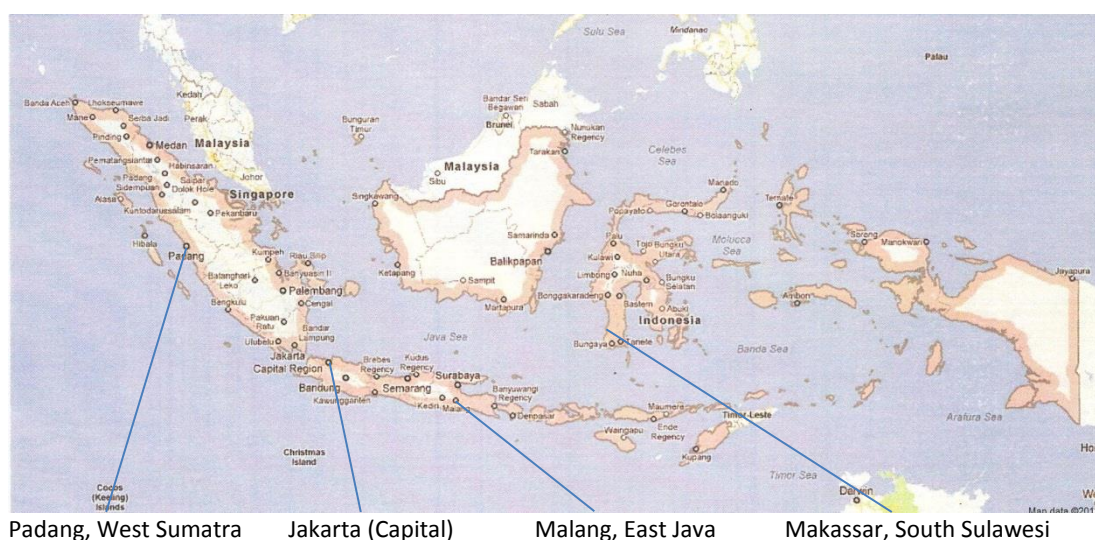 Sulu Sea
Mindanao
Palau
Kedah
Perak
Malaysia
Johor
Singapore
Banda Aceh
Lhokseumawe
Mane
Berba Jadi
Pinding
Medan
Pematangsiantar
Habinsaran
Padang
Sidempuan
Saipar
Dolok Hole
Alasa
Kuntodarussalam
Pekanbaru
Hibala
Padang
Kumpeh
Riau Brip
Batanghari
Leko
Banyuasin II
Palembang
Bengkulu
Cengal
Pakuan
Ratu
Bandar
Lampung
Ulubelu
Bunguran
Timur
Bandar Seri
Begawan
Brunei
Sabah
Nunukan
Regency
Tarakan
Malaysia
Sibu
Singkawang
Samarinda
Balikpapan
Ketapang
Sampit
Martapura
Celebes
Sea
Manado
Gorontalo
Popayato
Bolaanguki
Ternate
Molucca
Sea
Palu
Tojo
Bungku
Utara
Kulawi
Limbong
Nuha
Bungku
Selatan
Bonggakaradeng
Bastem
Abuki
Indonesia
Bungaya
Tanete
Sorong
Manokwari
Jayapura
Ambon
Java Sea
Banda Sea
Jakarta
Capital Region
Brebes
Regency
Kudus
Regency
Surabaya
Bandung
Semarang
Banyuwangi
Regency
Kawungganten
Kediri
Malang
Denpasar
Maumere
Ende
Regency
Waingapu
Timor-Leste
Kupang
Arafura Sea
Timor Sea
Christmas
Island
Cocos
(Keeling)
Islands
Darwin
Map data ©201
Padang, West Sumatra Jakarta (Capital) Malang, East Java Makassar, South Sulawesi